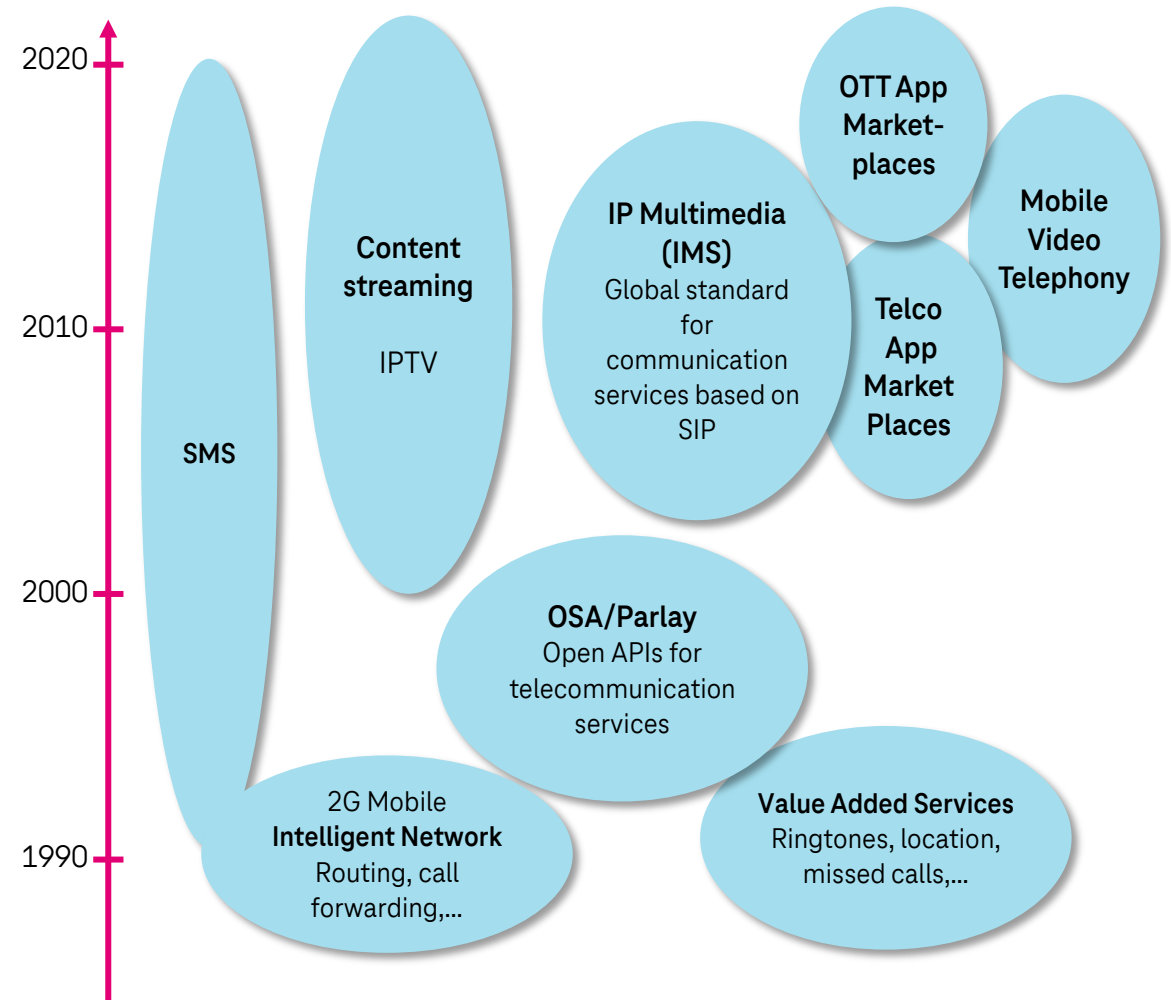 2020
2010
2000
1990
SMS
Content
streaming
IPTV
IP Multimedia
(IMS)
Global standard
for
communication
services based on
SIP
OTT App
Market-
places
Mobile
Video
Telephony
Telco
App
Market
Places
OSA/Parlay
Open APIs for
telecommunication
services
2G Mobile
Intelligent Network
Routing, call
forwarding,...
Value Added Services
Ringtones, location,
missed calls,...